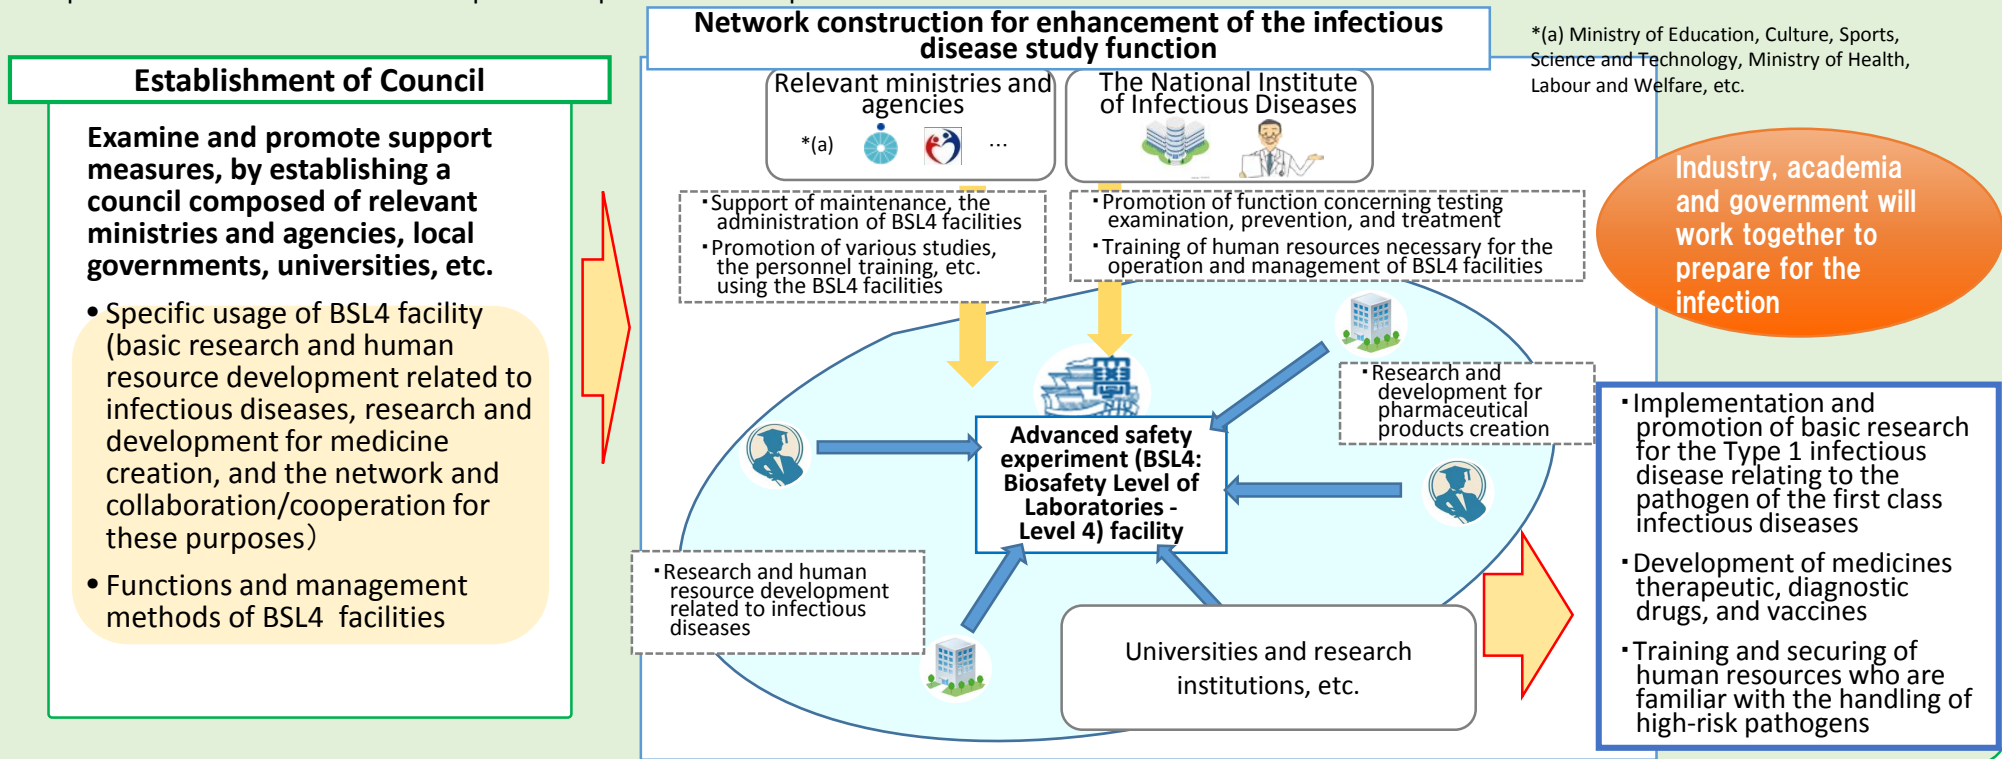 Network construction for enhancement of the infectious
disease study function
*(a) Ministry of Education, Culture, Sports,
Science and Technology, Ministry of Health,
Labour and Welfare, etc.
Establishment of Council
Examine and promote support
measures, by establishing a
council composed of relevant
ministries and agencies, local
governments, universities, etc.
• Specific usage of BSL4 facility
(basic research and human
resource development related to
infectious diseases, research and
development for medicine
creation, and the network and
collaboration/cooperation for
these purposes）
• Functions and management
methods of BSL4 facilities
Relevant ministries and
agencies
*(a)
...
The National Institute
of Infectious Diseases
・Support of maintenance, the
administration of BSL4 facilities
・Promotion of various studies,
the personnel training, etc.
using the BSL4 facilities
・Promotion of function concerning testing
examination, prevention, and treatment
・Training of human resources necessary for the
operation and management of BSL4 facilities
・Research and
development for
pharmaceutical
products creation
Advanced safety
experiment (BSL4:
Biosafety Level of
Laboratories -
Level 4) facility
・Research and human
resource development
related to infectious
diseases
Universities and research
institutions, etc.
Industry, academia
and government will
work together to
prepare for the
infection
・Implementation and
promotion of basic research
for the Type 1 infectious
disease relating to the
pathogen of the first class
infectious diseases
・Development of medicines
therapeutic, diagnostic
drugs, and vaccines
・Training and securing of
human resources who are
familiar with the handling of
high-risk pathogens